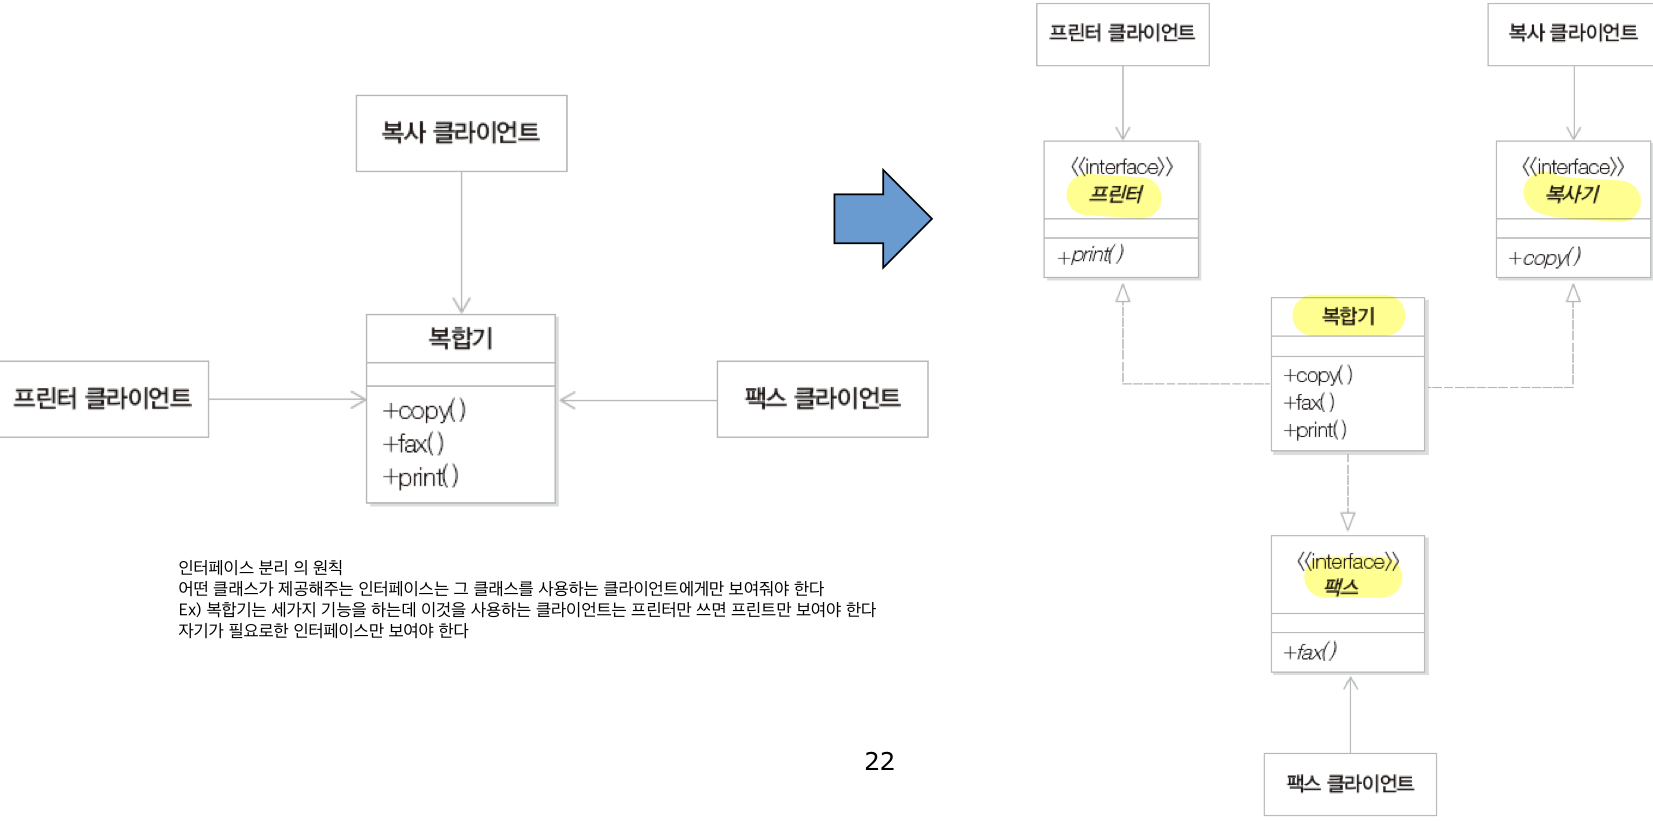 복사 클라이언트
복합기
+copy()
+fax()
+print()
프린터 클라이언트
팩스 클라이언트
인터페이스 분리 의 원칙
어떤 클래스가 제공해주는 인터페이스는 그 클래스를 사용하는 클라이언트에게만 보여줘야 한다
Ex) 복합기는 세가지 기능을 하는데 이것을 사용하는 클라이언트는 프린터만 쓰면 프린트만 보여야 한다
자기가 필요로한 인터페이스만 보여야 한다
프린터 클라이언트
<<interface>>
프린터
+print()
복사 클라이언트
<<interface>>
복사기
+copy()
복합기
+copy()
+fax()
+print()
<<interface>>
팩스
+fax()
팩스 클라이언트
22